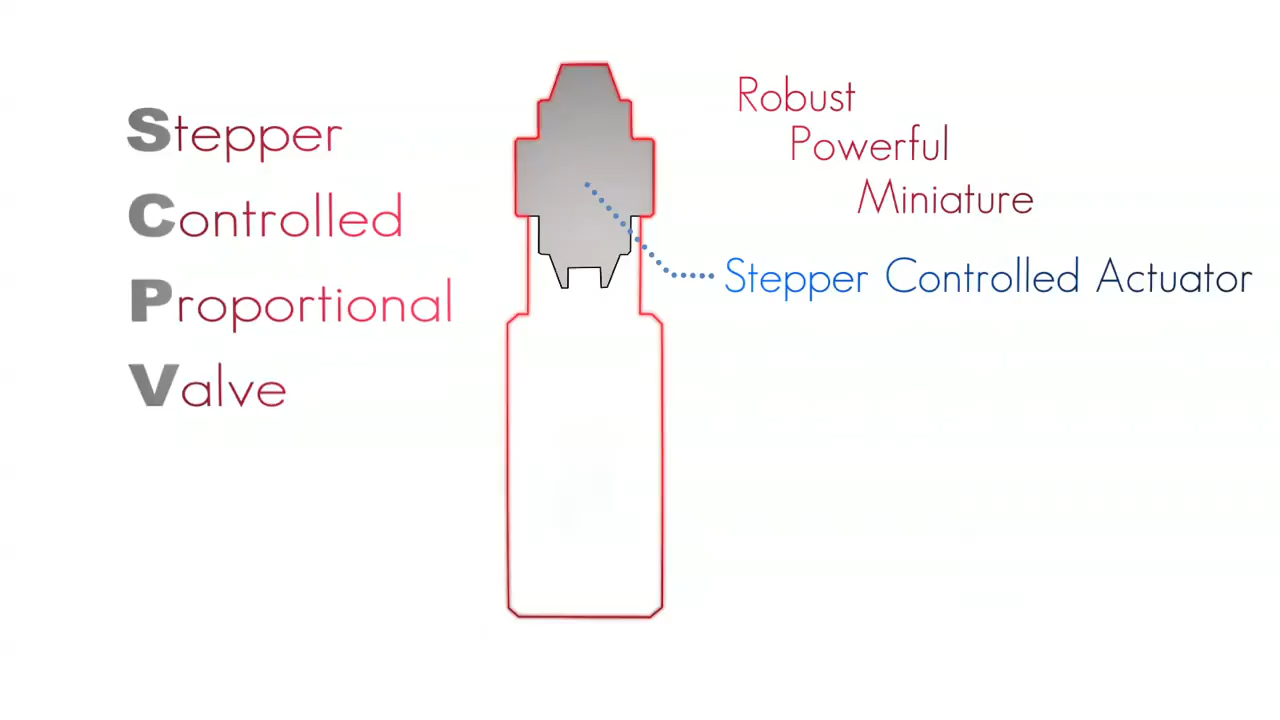 Stepper
Controlled
Proportional
Valve
Robust
Powerful
Miniature
Stepper Controlled Actuator